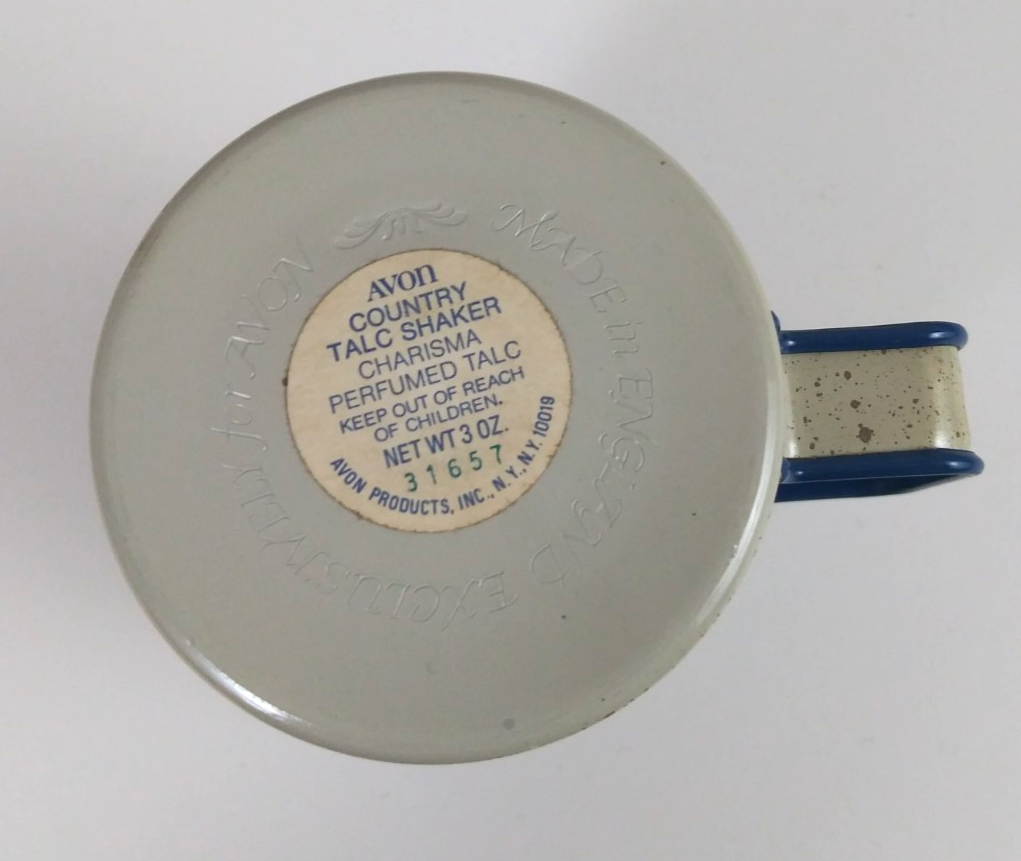 AVON
COUNTRY
TALC SHAKER
CHARISMA
PERFUMED TALC
KEEP OUT OF REACH
OF CHILDREN.
NET WT 3 OZ.
31657
AVON PRODUCTS, INC., N.Y., N.Y. 10019
MADE in ENGLAND
EXCLUSIVELY for AVON